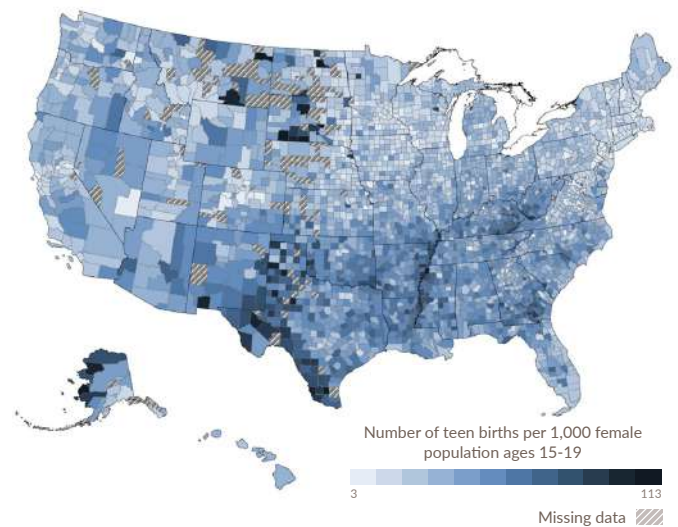 Number of teen births per 1,000 female
population ages 15-19
3 113
Missing data